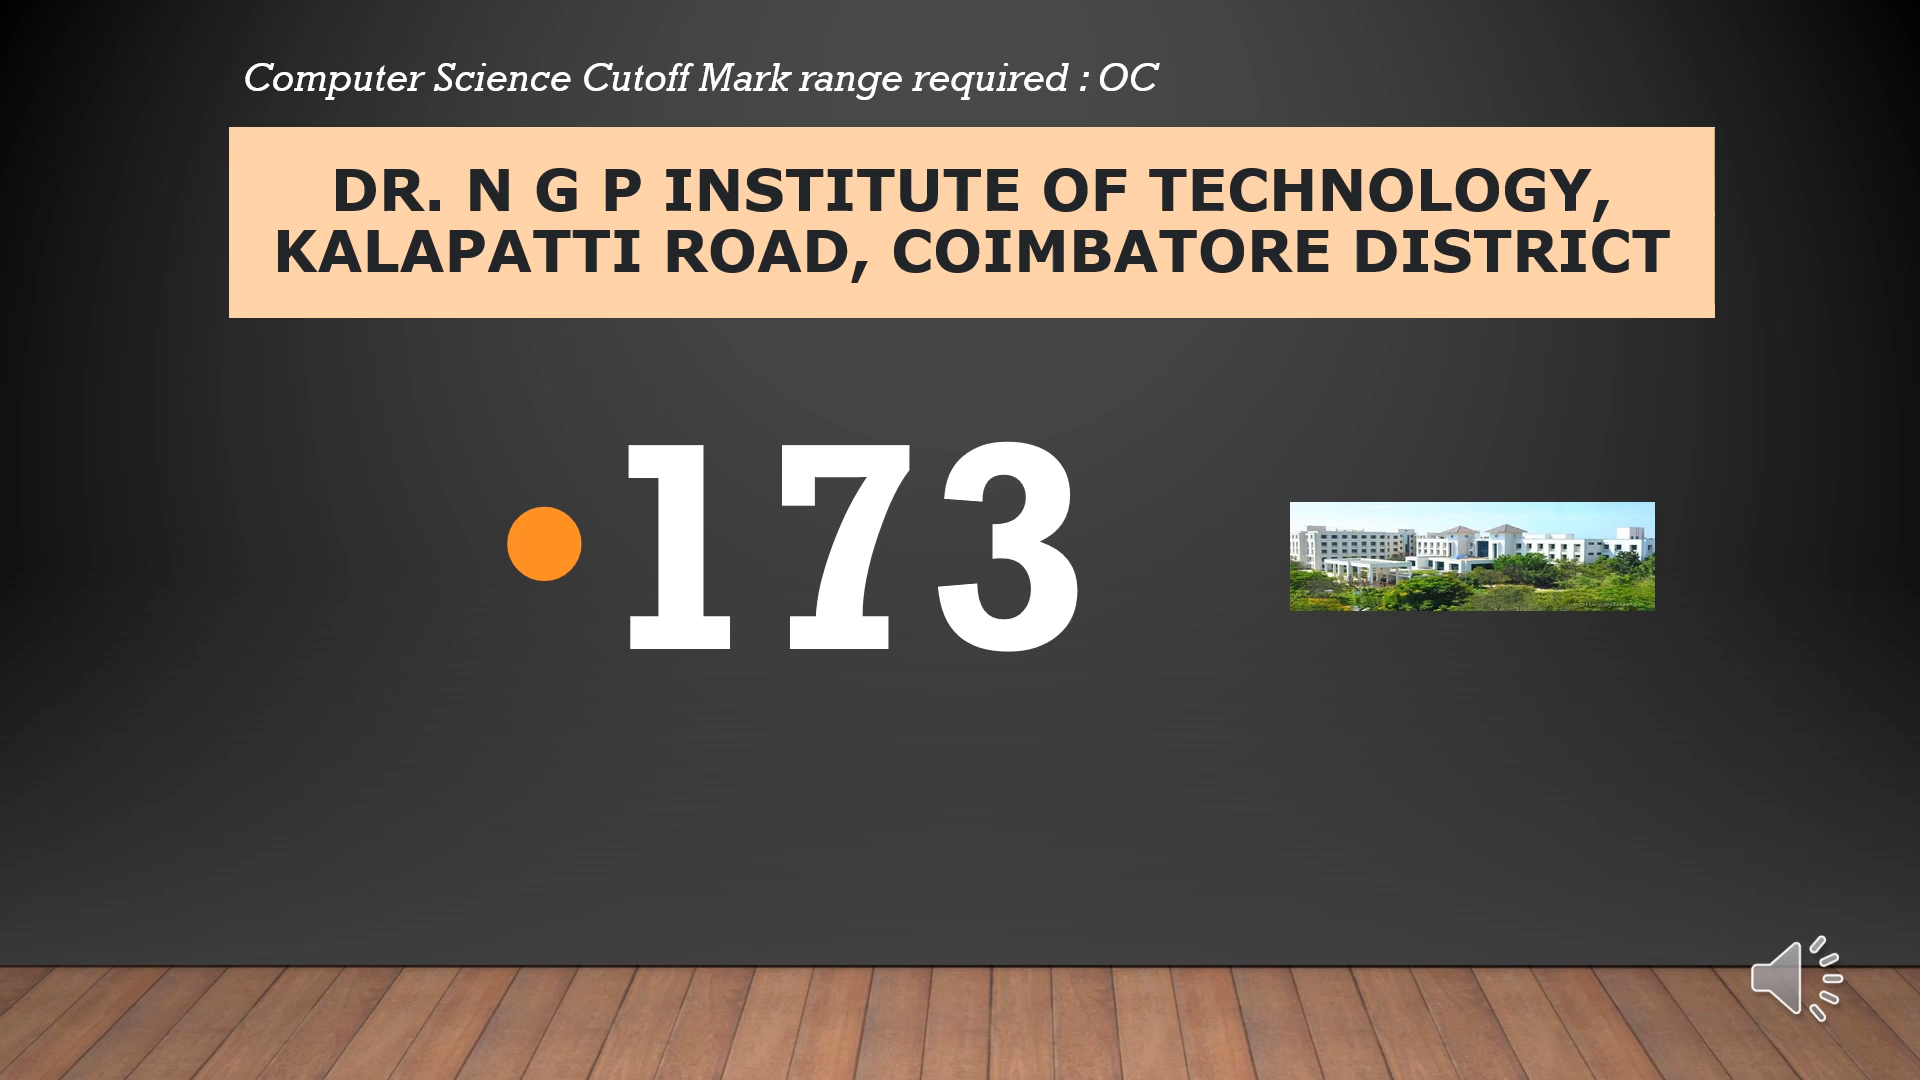 Computer Science Cutoff Mark range required : OC
DR. N G P INSTITUTE OF TECHNOLOGY,
KALAPATTI ROAD, COIMBATORE DISTRICT
173